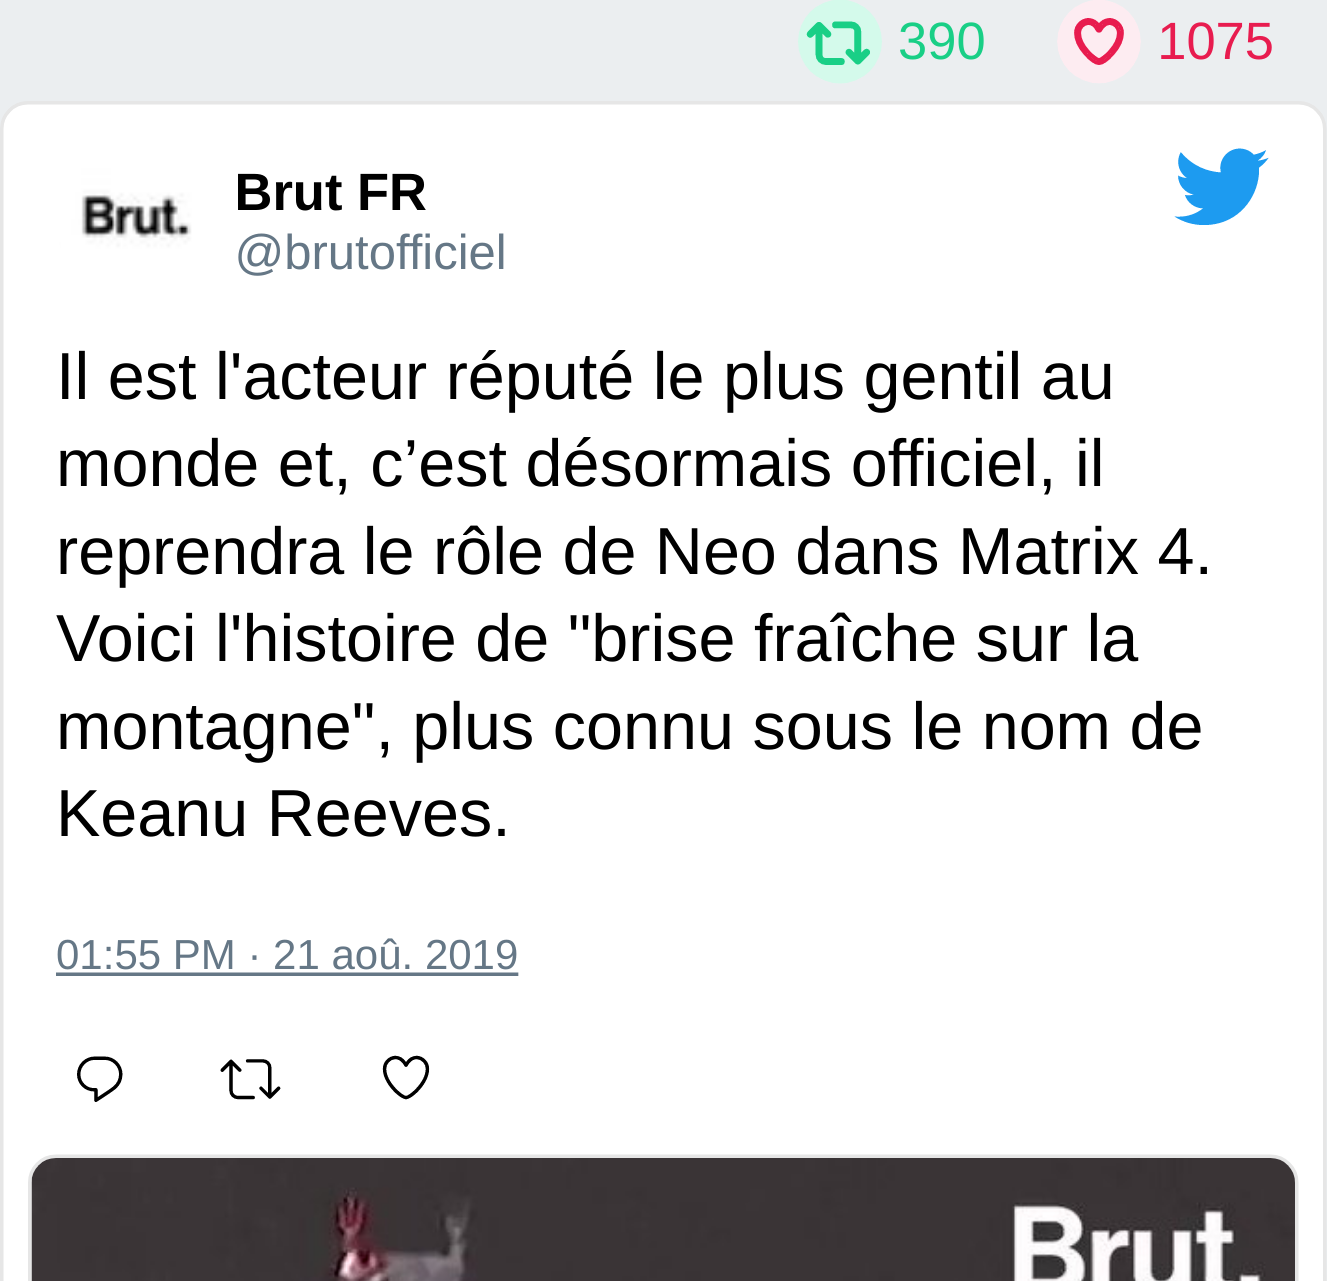 390 1075
Brut.
Brut FR
@brutofficiel
Il est l'acteur réputé le plus gentil au
monde et, c’est désormais officiel, il
reprendra le rôle de Neo dans Matrix 4.
Voici l'histoire de "brise fraîche sur la
montagne", plus connu sous le nom de
Keanu Reeves.
01:55 PM · 21 aoû. 2019
Brut.